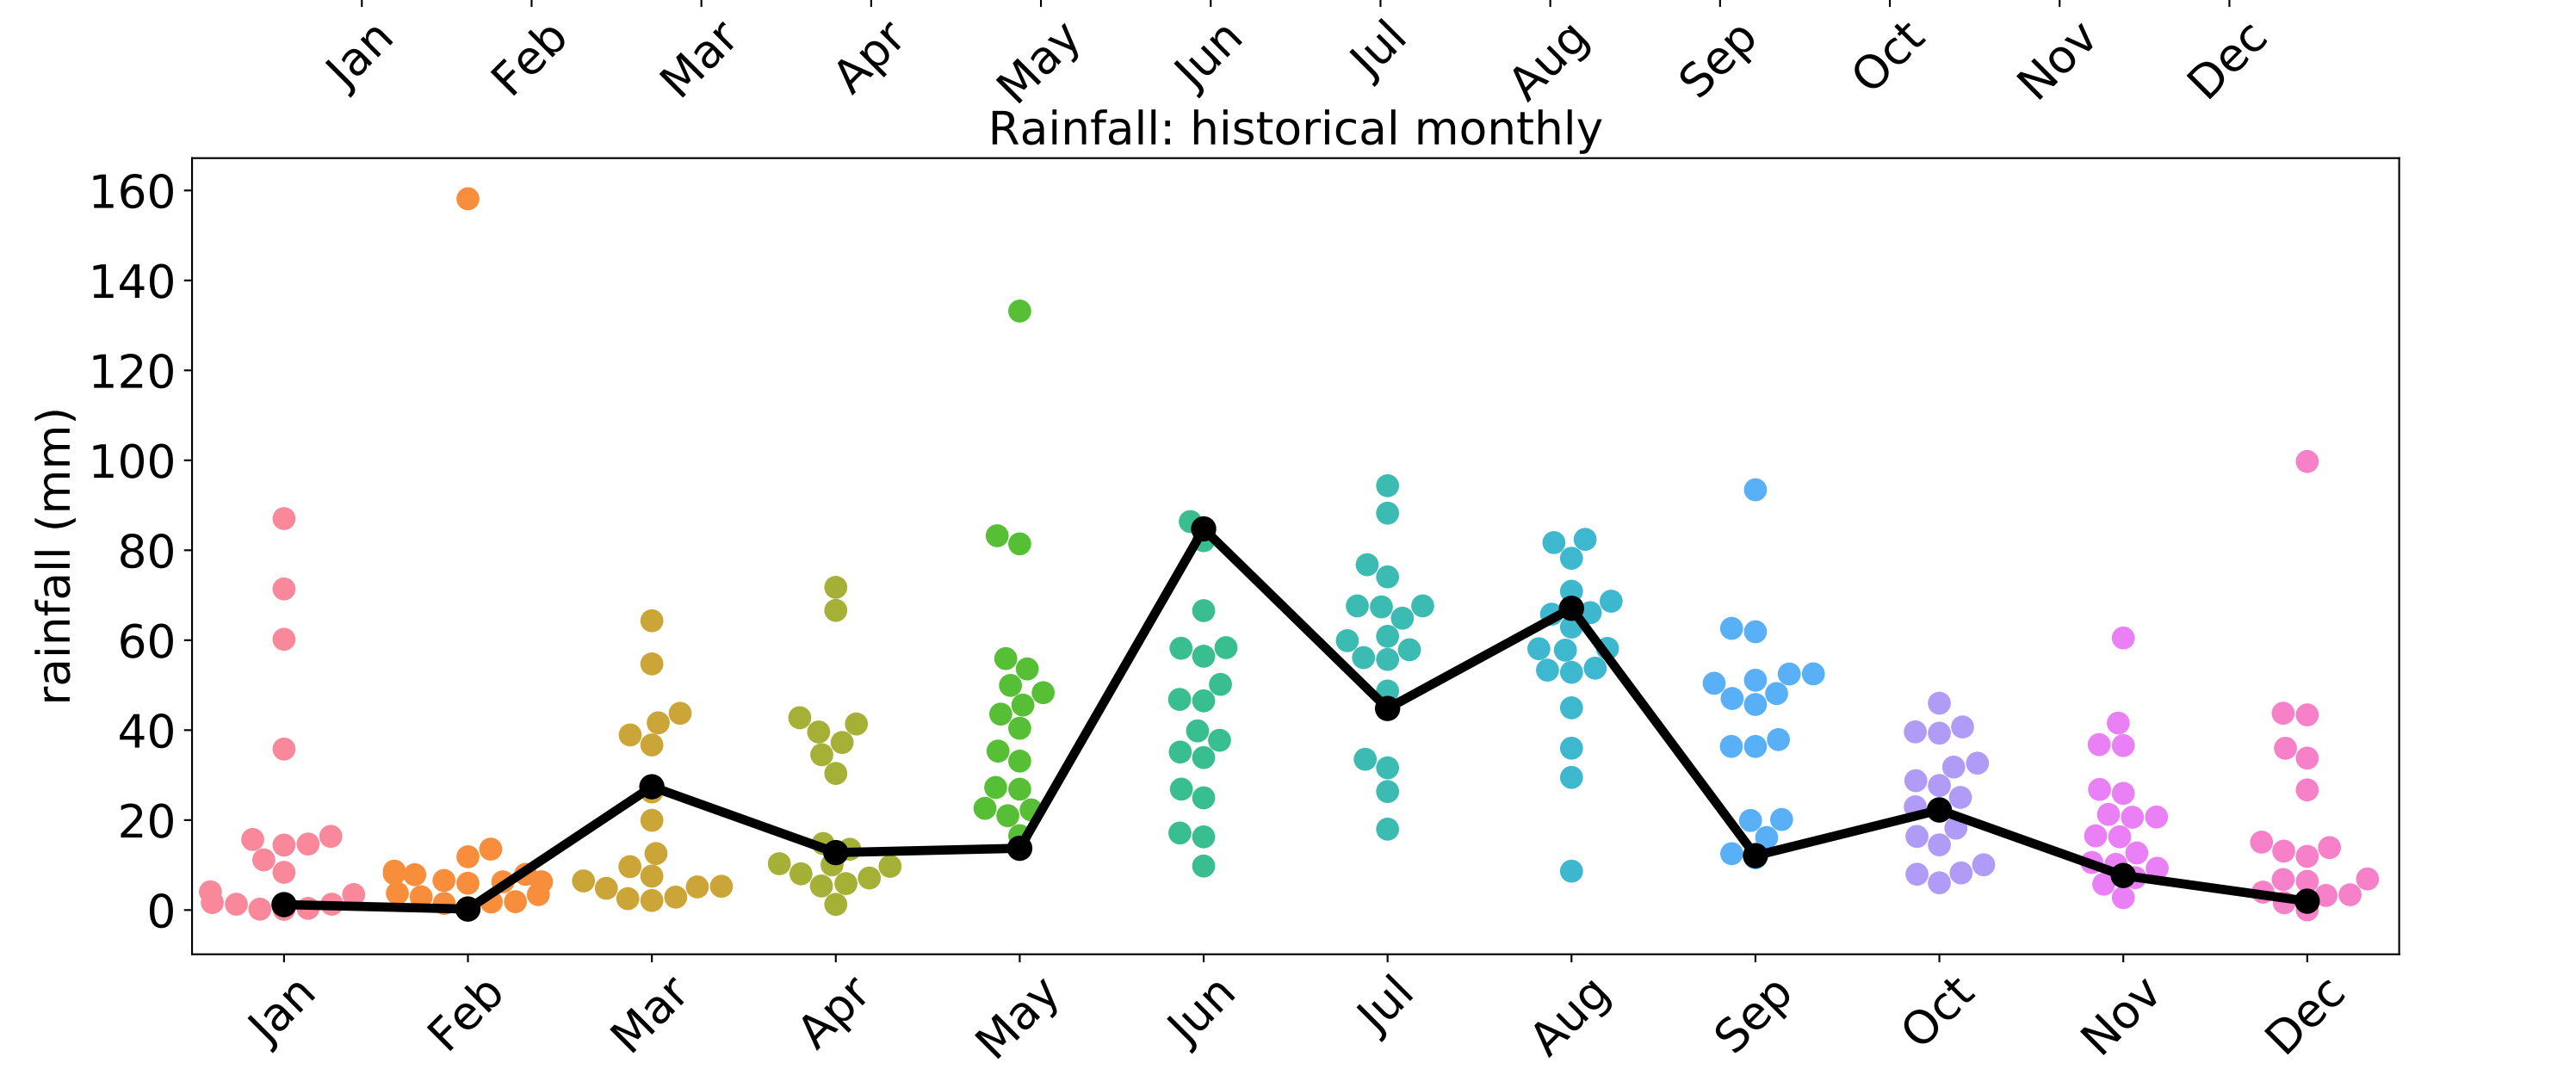 Jan Feb Mar Apr May Jun Jul Aug Sep Oct Nov Dec
Rainfall: historical monthly
160
140
120
100
80
60
40
20
0
rainfall (mm)
Jan Feb Mar Apr May Jun Jul Aug Sep Oct Nov Dec